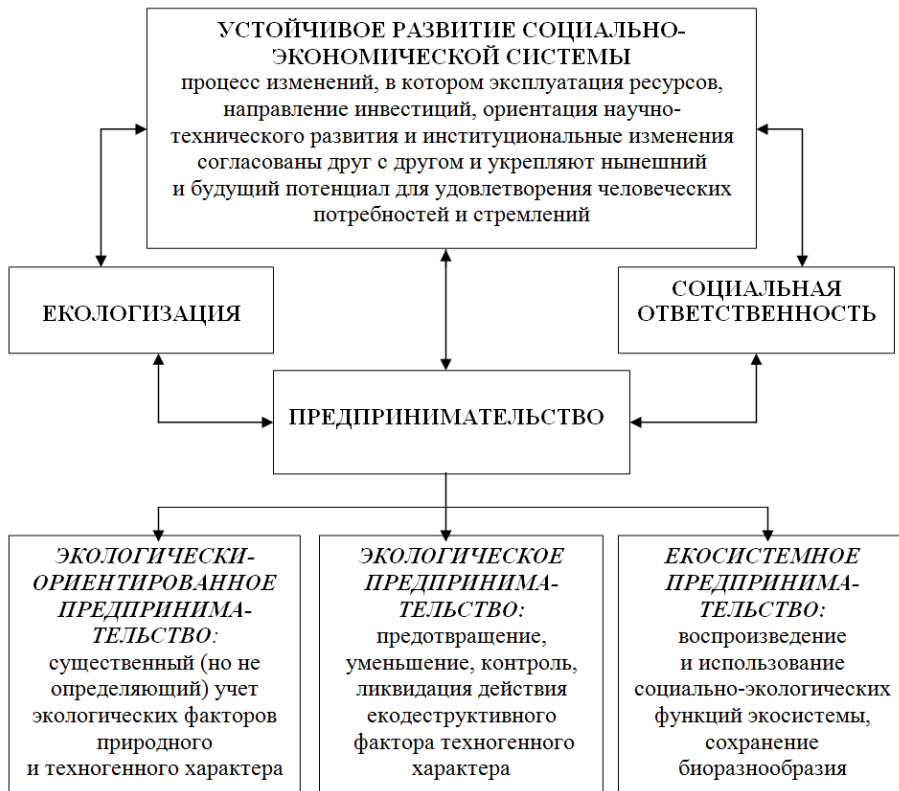 УСТОЙЧИВОЕ РАЗВИТИЕ СОЦИАЛЬНО-
ЭКОНОМИЧЕСКОЙ СИСТЕМЫ
процесс изменений, в котором эксплуатация ресурсов,
направление инвестиций, ориентация научно-
технического развития и институциональные изменения
согласованы друг с другом и укрепляют нынешний
и будущий потенциал для удовлетворения человеческих
потребностей и стремлений
ЕКОЛОГИЗАЦИЯ
СОЦИАЛЬНАЯ
ОТВЕТСТВЕННОСТЬ
ПРЕДПРИНИМАТЕЛЬСТВО
ЭКОЛОГИЧЕСКИ-
ОРИЕНТИРОВАННОЕ
ПРЕДПРИНИМА-
ТЕЛЬСТВО:
существенный (но не
определяющий) учет
экологических факторов
природного
и техногенного характера
ЭКОЛОГИЧЕСКОЕ
ПРЕДПРИНИМА-
ТЕЛЬСТВО:
предотвращение,
уменьшение, контроль,
ликвидация действия
екодеструктивного
фактора техногенного
характера
ЕКОСИСТЕМНОЕ
ПРЕДПРИНИМА-
ТЕЛЬСТВО:
воспроизведение
и использование
социально-экологических
функций экосистемы,
сохранение
биоразнообразия